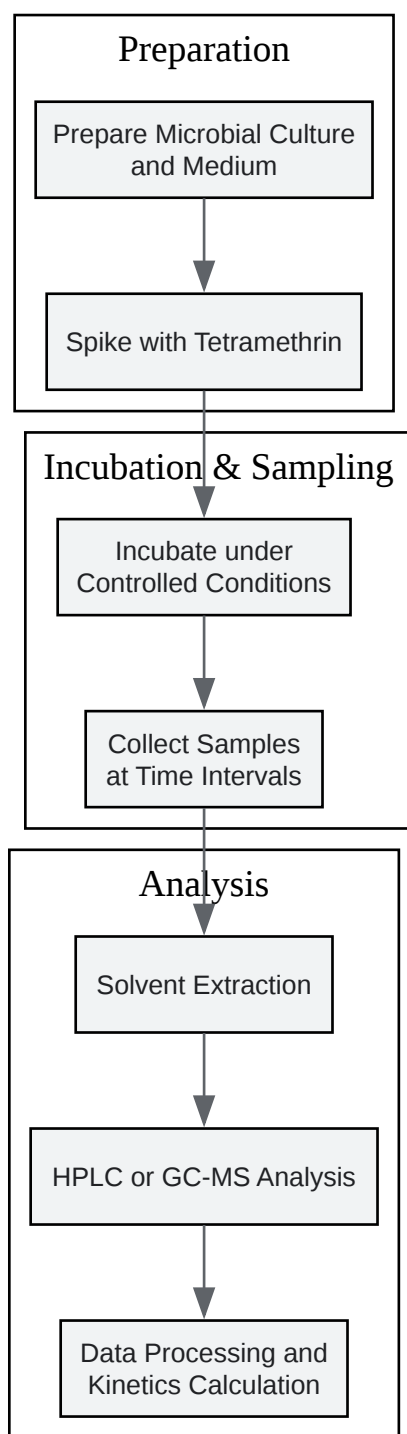 Preparation
Prepare Microbial Culture
and Medium
Spike with Tetramethrin
Incubation & Sampling
Incubate under
Controlled Conditions
Collect Samples
at Time Intervals
Analysis
Solvent Extraction
HPLC or GC-MS Analysis
Data Processing and
Kinetics Calculation